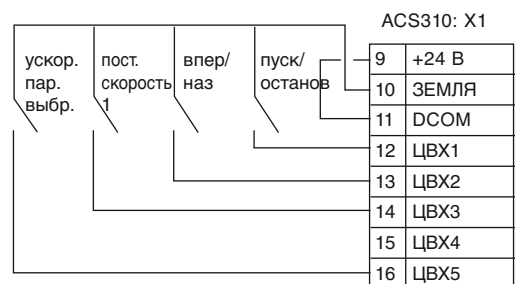 ACS310: X1
ускор.
пар.
выбр.
пост.
скорость
1
впер/
наз
пуск/
останов
9 +24 В
10 ЗЕМЛЯ
11 DCOM
12 ЦВХ1
13 ЦВХ2
14 ЦВХ3
15 ЦВХ4
16 ЦВХ5